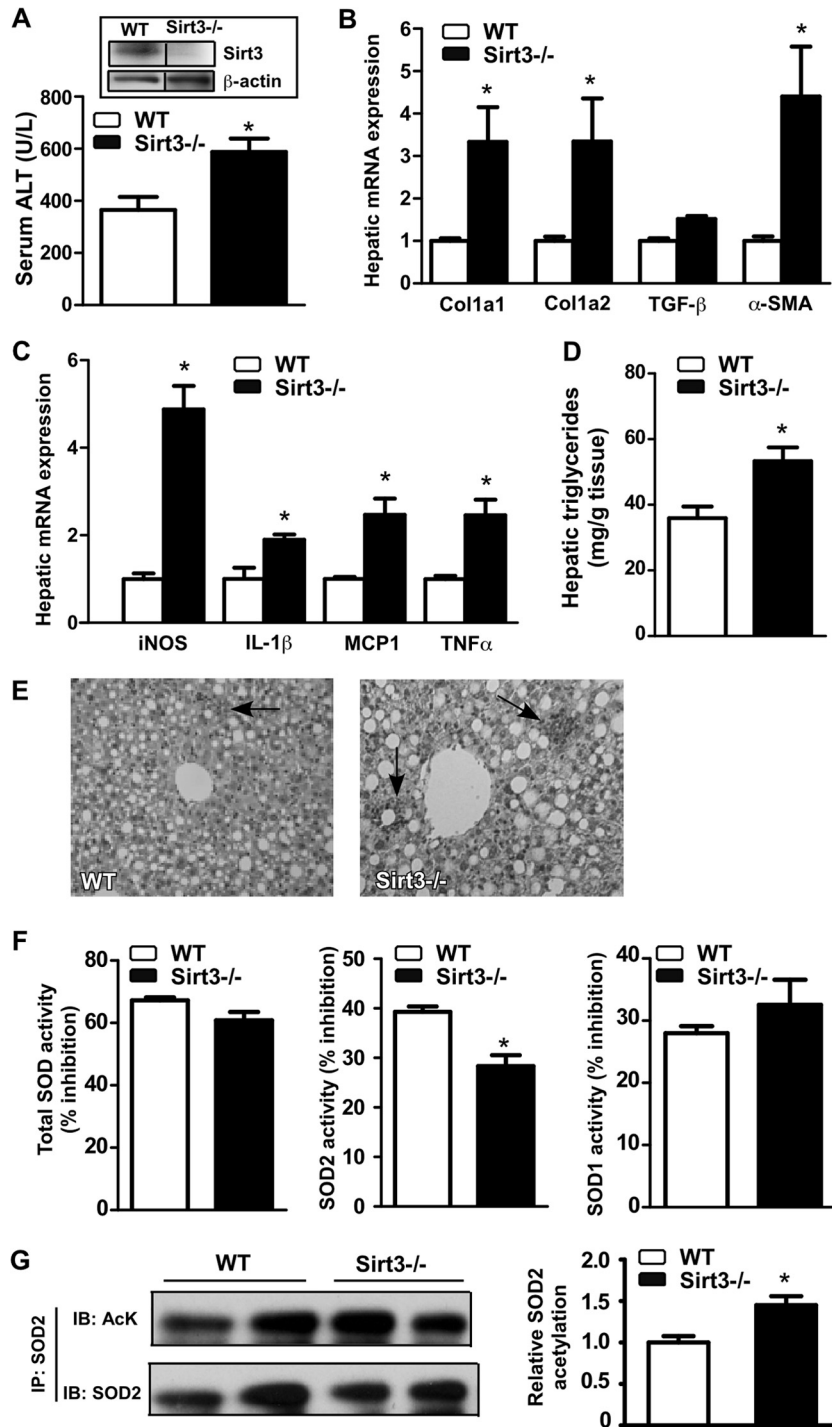 A
WT Sirt3-/-
Sirt3
β-actin
800
600
400
200
0
Serum ALT (U/L)
WT
Sirt3-/-
*
B
WT
Sirt3-/-
Hepatic mRNA expression
6
4
3
2
1
0
* * *
Col1a1 Col1a2 TGF-β α-SMA
C
WT
Sirt3-/-
Hepatic mRNA expression
6
4
2
0
* * * *
iNOS IL-1β MCP1 TNFα
D
WT
Sirt3-/-
Hepatic triglycerides
(mg/g tissue)
80
60
40
20
0
*
E
WT
Sirt3-/-
F
WT
Sirt3-/-
Total SOD activity
(% inhibition)
80
60
40
20
0
WT
Sirt3-/-
SOD2 activity (% inhibition)
50
40
30
20
10
0
*
WT
Sirt3-/-
SOD1 activity (% inhibition)
40
30
20
10
0
G
WT Sirt3-/-
IP: SOD2
IB: AcK
IB: SOD2
WT
Sirt3-/-
Relative SOD2
acetylation
2.0
1.5
1.0
0.5
0.0
*